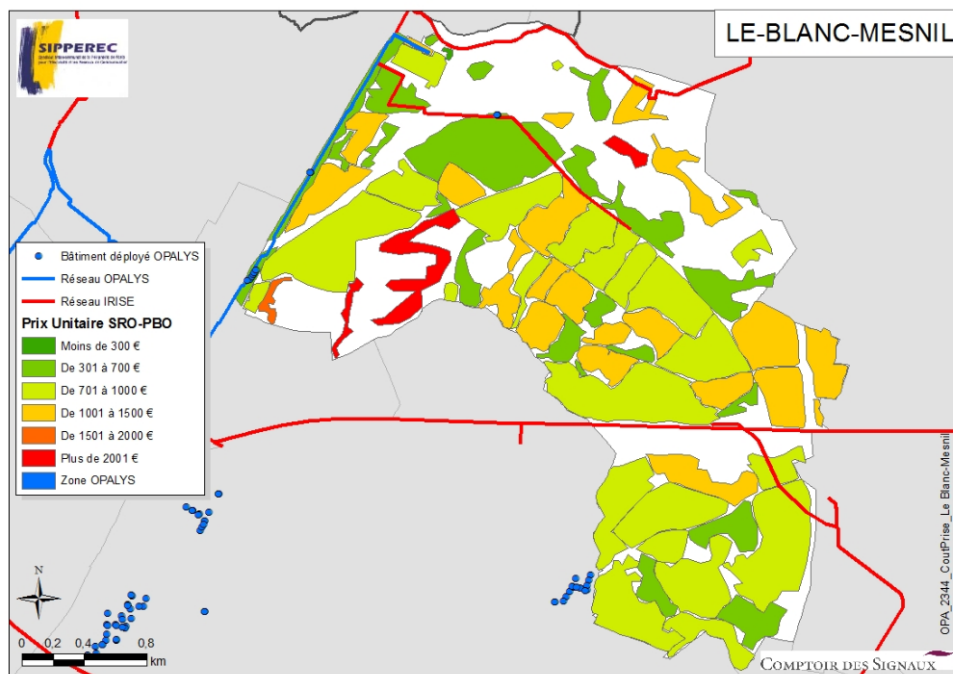 SIPPEREC
LE-BLANC-MESNIL
Bâtiment déployé OPALYS
Réseau OPALYS
Réseau IRISE
Prix Unitaire SRO-PBO
Moins de 300 €
De 301 à 700 €
De 701 à 1000 €
De 1001 à 1500 €
De 1501 à 2000 €
Plus de 2001 €
Zone OPALYS
N
0 0,2 0,4 0,8
km
OPA_2344_CoutPrise_Le Blanc-Mesnil
COMPTOIR DES SIGNAUX